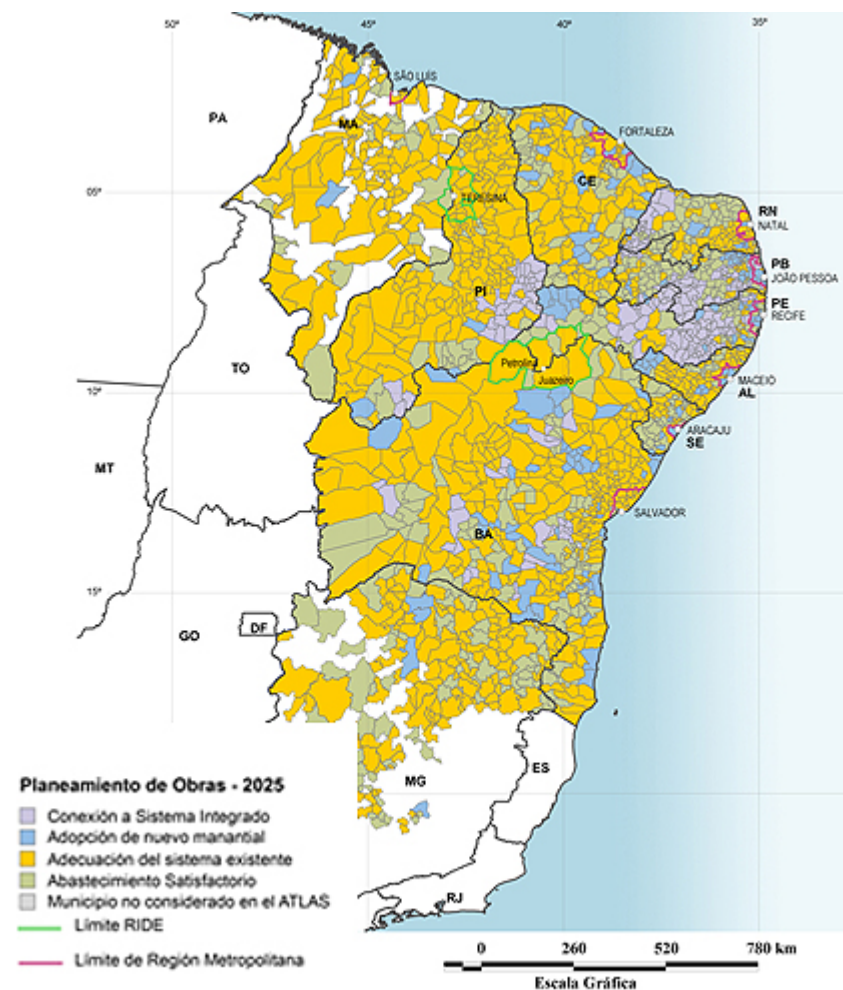 50°
45°
40°
35°
SÃO LUÍS
PA
MA
FORTALEZA
CE
05°
TERESINA
RN
NATAL
PB
JOÃO PESSOA
PI
PE
RECIFE
TO
Petrolina
Juazeiro
MACEIO
10°
AL
ARACAJU
SE
MT
SALVADOR
BA
15°
DF
GO
ES
MG
RJ
Planeamiento de Obras - 2025
Conexión a Sistema Integrado
Adopción de nuevo manantial
Adecuación del sistema existente
Abastecimiento Satisfactorio
Municipio no considerado en el ATLAS
Límite RIDE
Límite de Región Metropolitana
0 260 520 780 km
Escala Gráfica